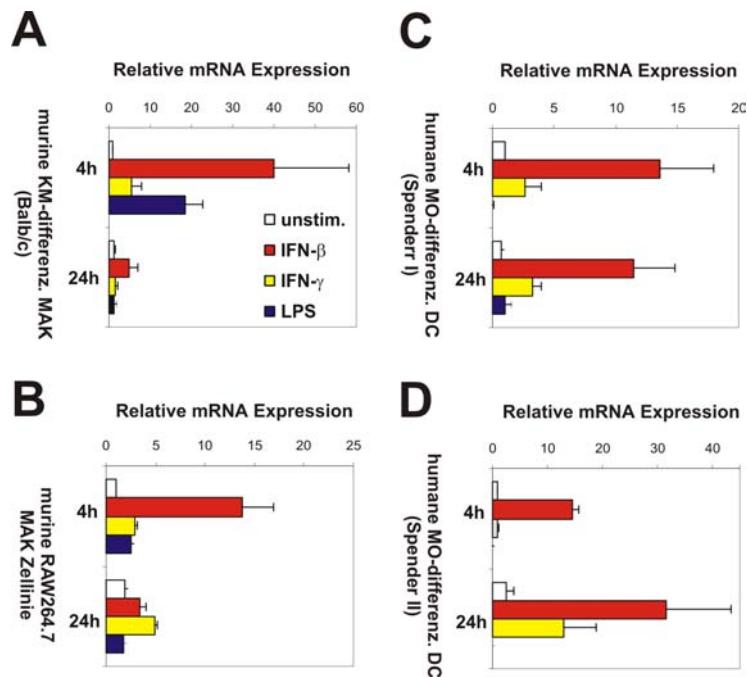 A
Relative mRNA Expression
0 10 20 30 40 50 60
murine KM-differenz. MAK
(Balb/c)
4h
24h
unstim.
IFN-β
IFN-γ
LPS
B
Relative mRNA Expression
0 5 10 15 20 25
murine RAW264.7
MAK Zellinie
4h
24h
C
Relative mRNA Expression
0 5 10 15 20
humane MO-differenz. DC
(Spenderr I)
4h
24h
D
Relative mRNA Expression
0 10 20 30 40
humane MO-differenz. DC
(Spender II)
4h
24h